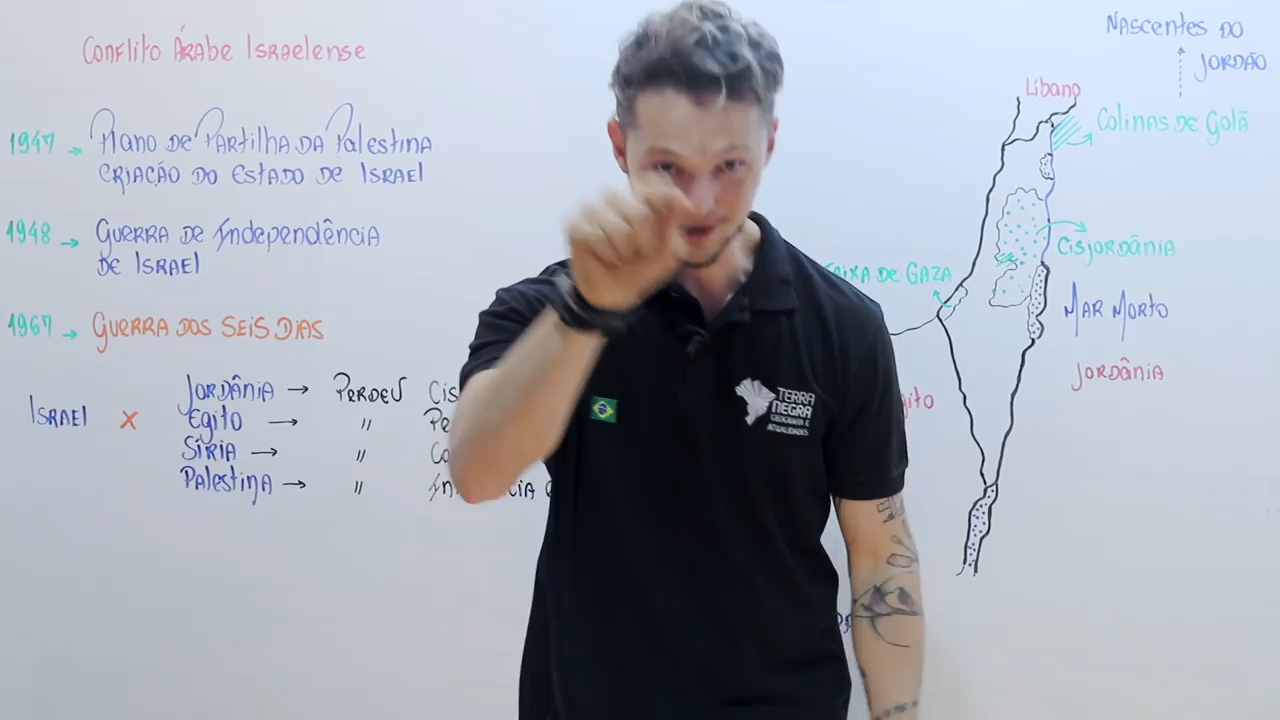 Conflito Árabe Israelense
1947 → Plano de Partilha da Palestina
Criação do Estado de Israel
1948 → Guerra de Independência
de Israel
1967 → Guerra dos Seis Dias
Israel X
Jordânia → Perdeu
Egito → "
Síria → "
Palestina → "
Nascentes do
Jordão
Líbano
Colinas de Golã
Cisjordânia
Faixa de Gaza
Mar Morto
Jordânia
TERRA
NEGRA
GEOGRAFIA E
ATUALIDADES